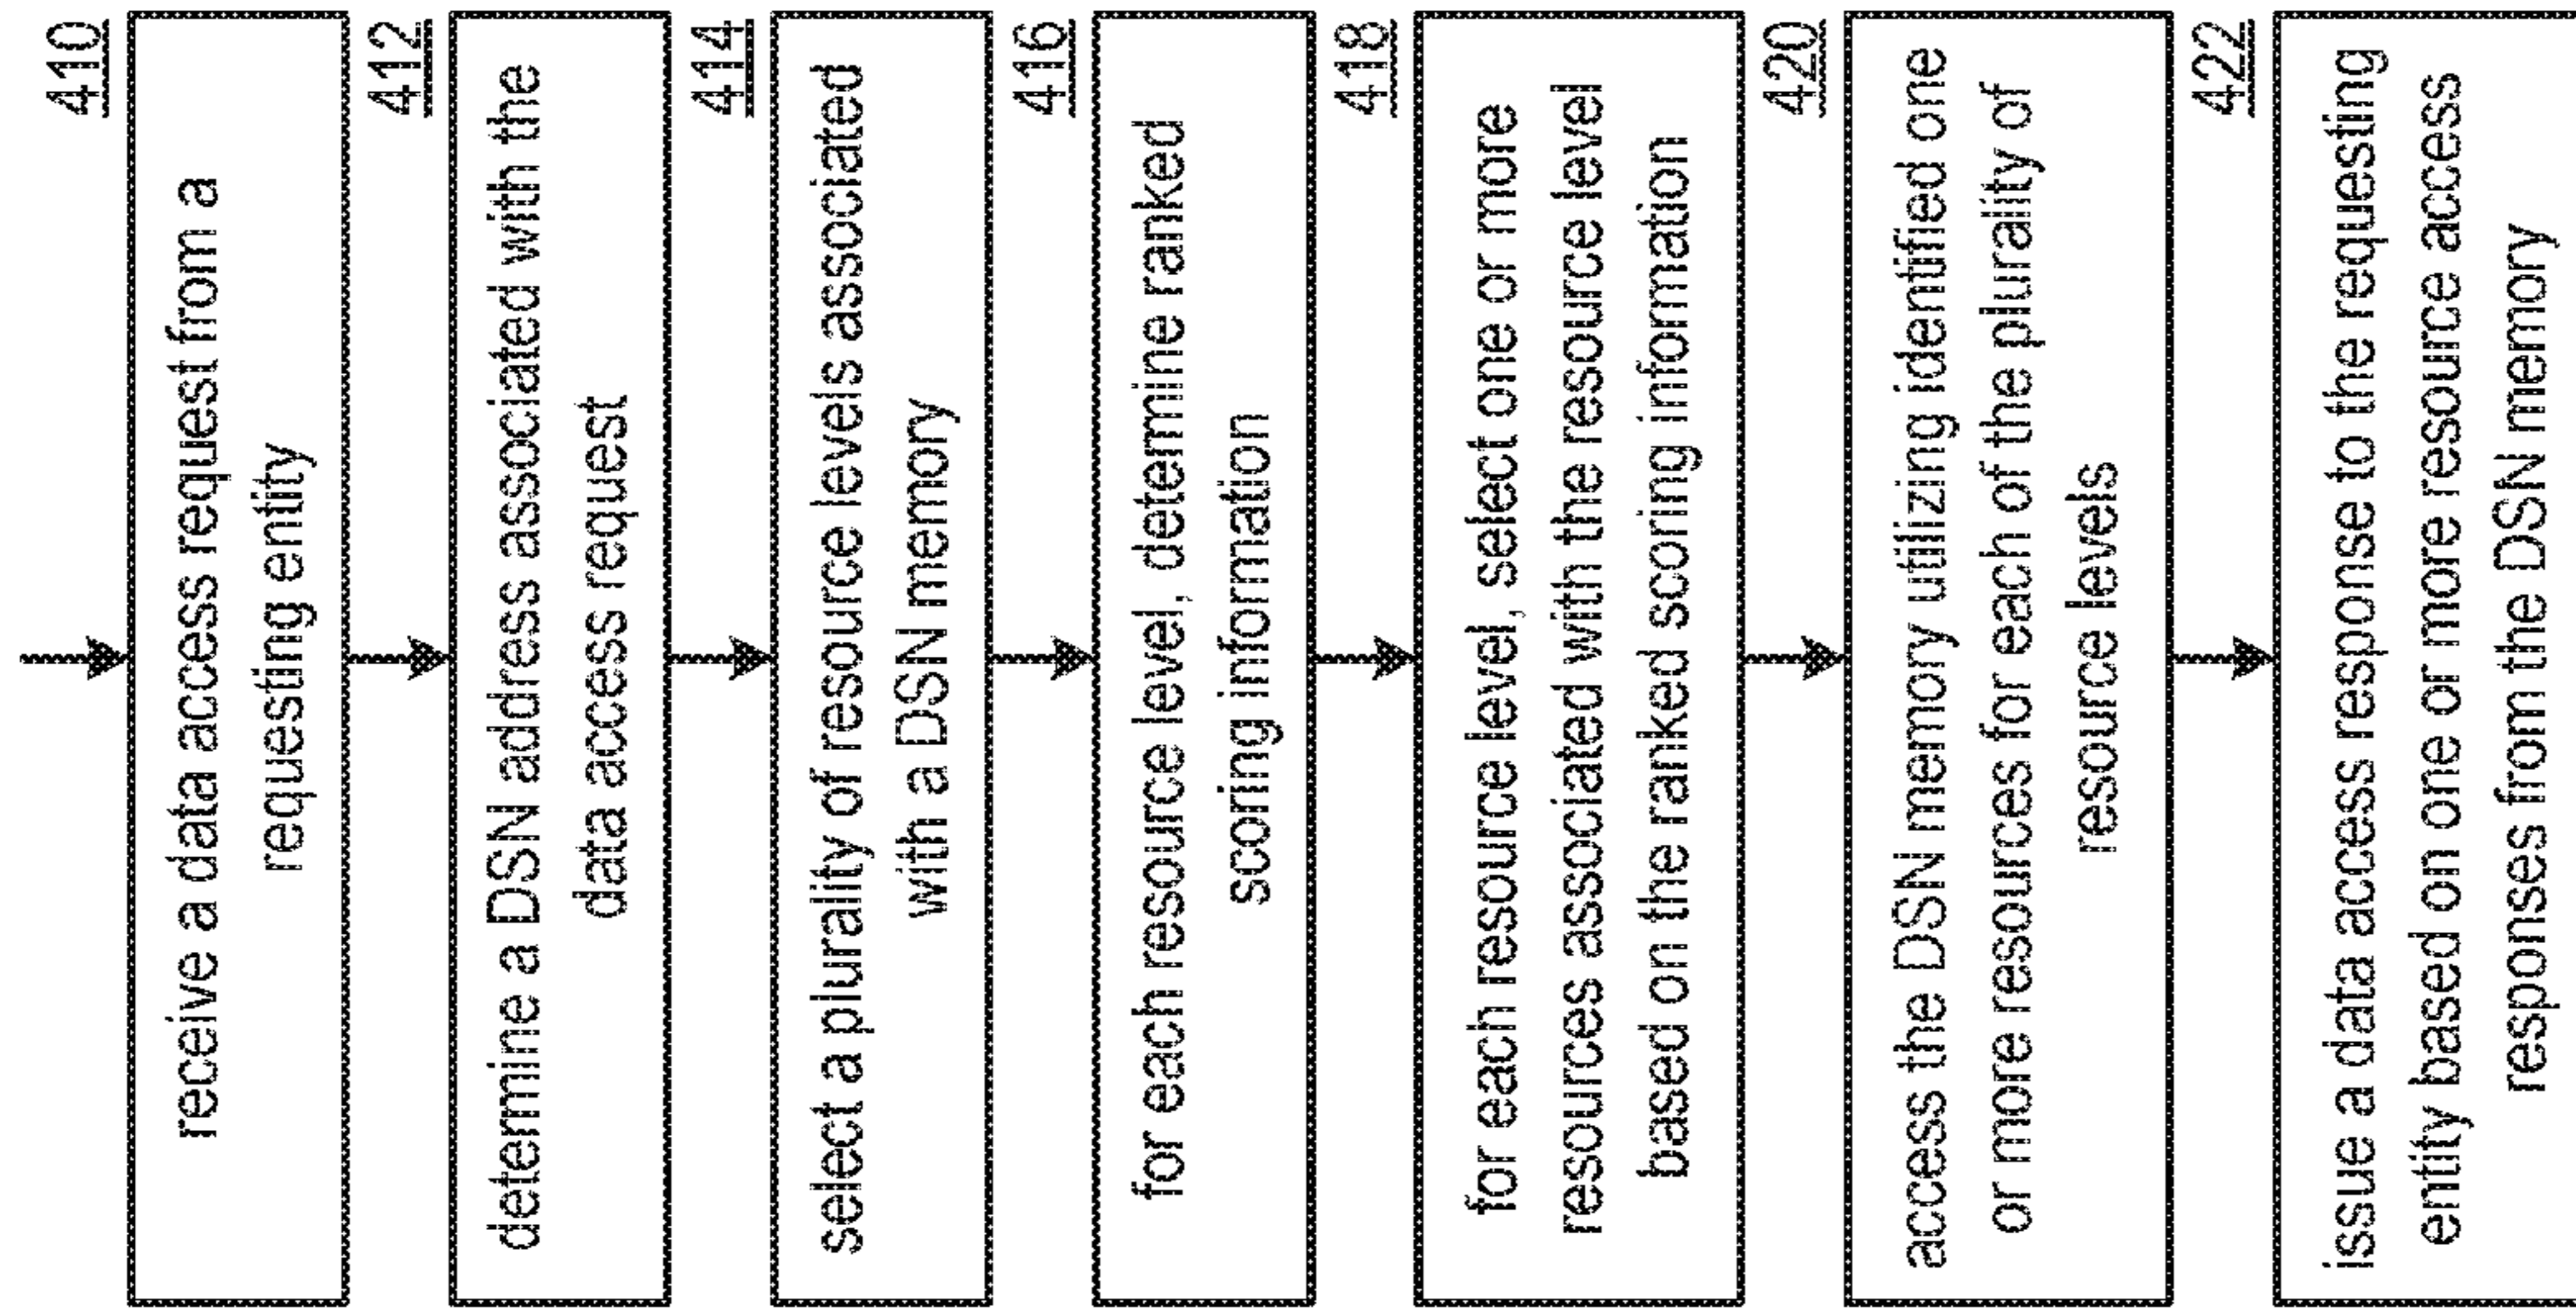 410
receive a data access request from a
requesting entity
412
determine a DSN address associated with the
data access request
414
select a plurality of resource levels associated
with a DSN memory
416
for each resource level, determine ranked
scoring information
418
for each resource level, select one or more
resources associated with the resource level
based on the ranked scoring information
420
access the DSN memory utilizing identified one
or more resources for each of the plurality of
resource levels
422
issue a data access response to the requesting
entity based on one or more resource access
responses from the DSN memory